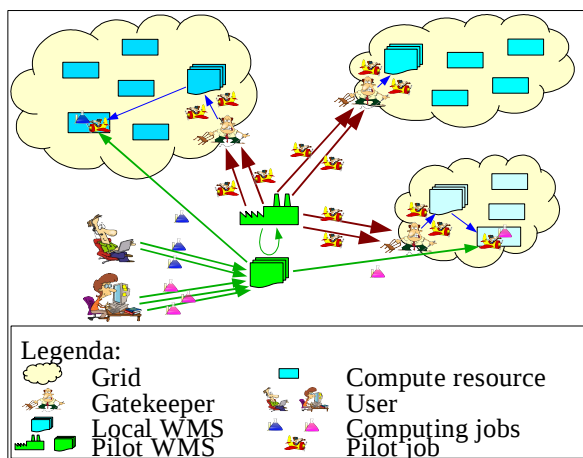 Legenda:
Grid Compute resource
Gatekeeper User
Local WMS Computing jobs
Pilot WMS Pilot job